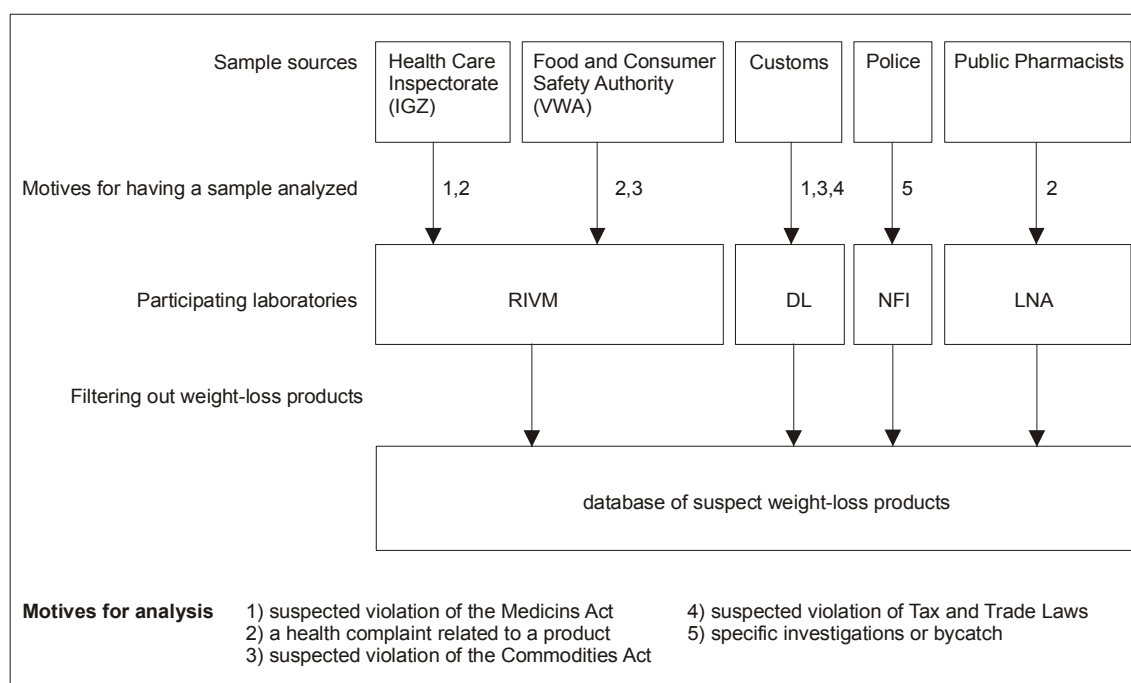 Sample sources
Health Care
Inspectorate
(IGZ)
Food and Consumer
Safety Authority
(VWA)
Customs
Police
Public Pharmacists
Motives for having a sample analyzed
1,2
2,3
1,3,4
5
2
Participating laboratories
RIVM
DL
NFI
LNA
Filtering out weight-loss products
database of suspect weight-loss products
Motives for analysis
1) suspected violation of the Medicins Act
2) a health complaint related to a product
3) suspected violation of the Commodities Act
4) suspected violation of Tax and Trade Laws
5) specific investigations or bycatch